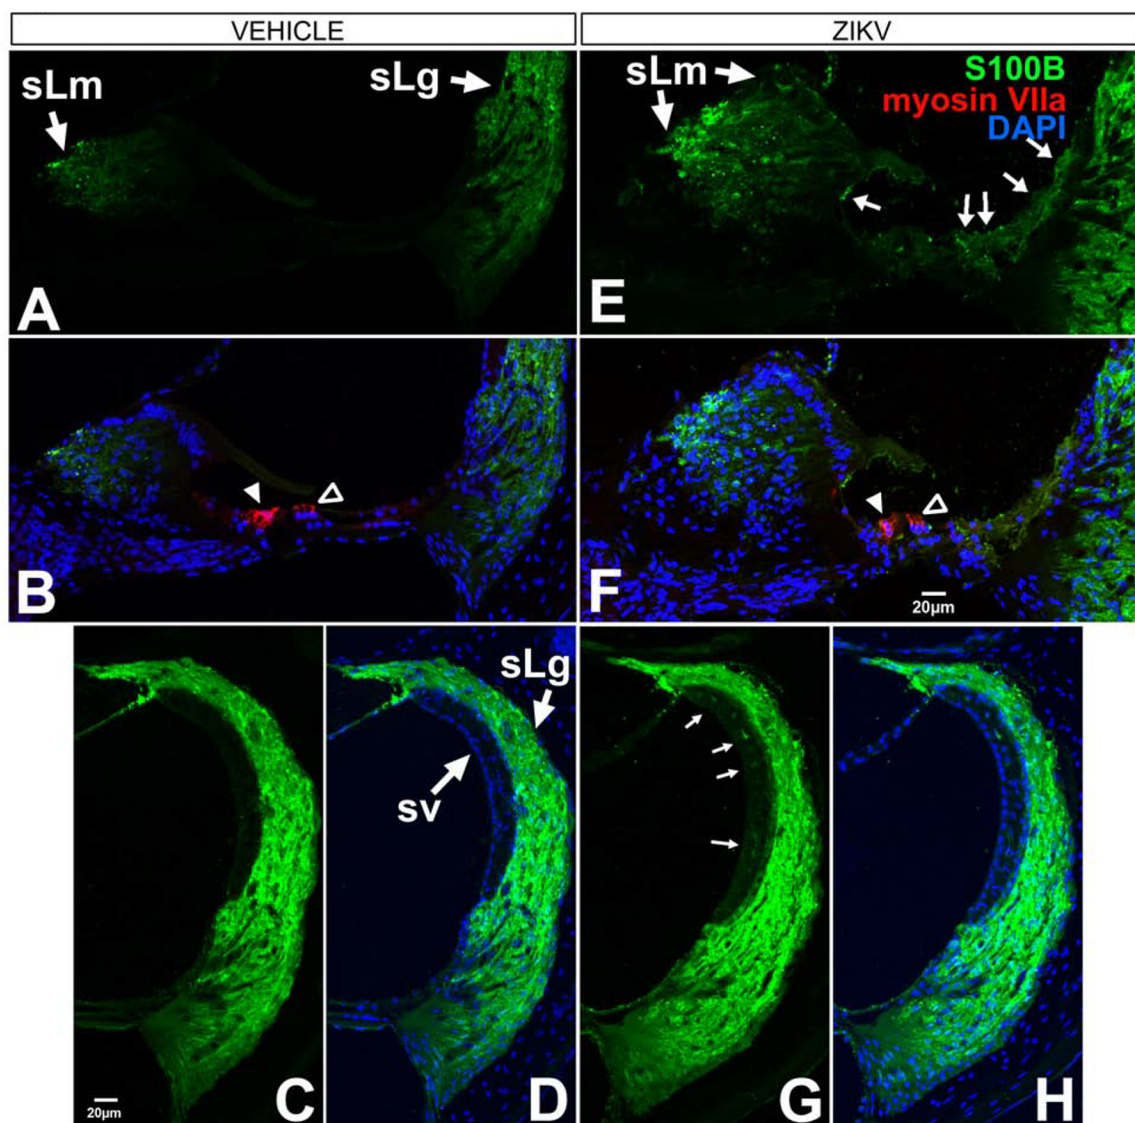 VEHICLE
ZIKV
sLm
sLg
A
sLm
S100B
myosin VIIa
DAPI
E
B
F
20µm
C
20µm
sLg
sv
D
G
H